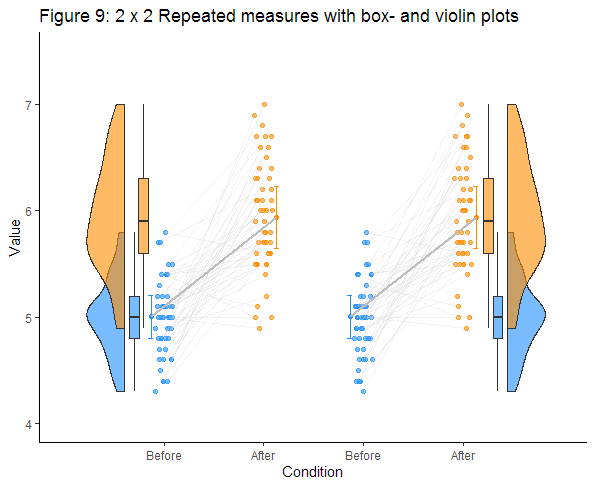 Figure 9: 2 x 2 Repeated measures with box- and violin plots
7
6
5
4
Value
Before After Before After
Condition